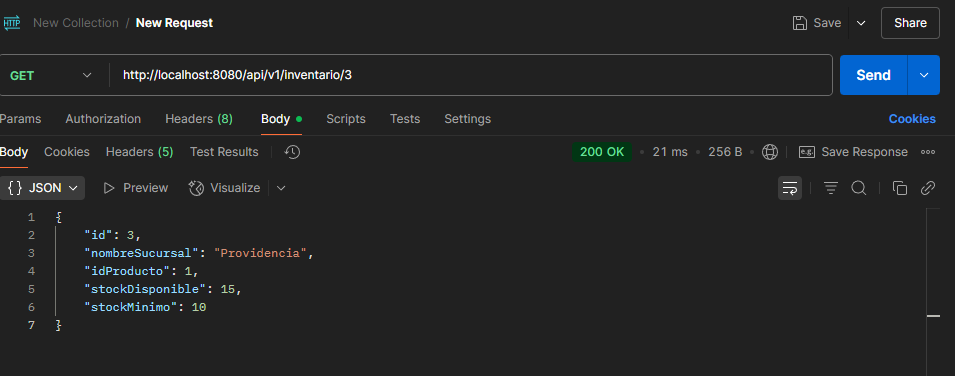 HTTP New Collection / New Request Save Share
GET http://localhost:8080/api/v1/inventario/3 Send
Params Authorization Headers (8) Body Scripts Tests Settings Cookies
Body Cookies Headers (5) Test Results 200 OK 21 ms 256 B e.g. Save Response
{} JSON Preview Visualize
1 {
2 "id": 3,
3 "nombreSucursal": "Providencia",
4 "idProducto": 1,
5 "stockDisponible": 15,
6 "stockMinimo": 10
7 }